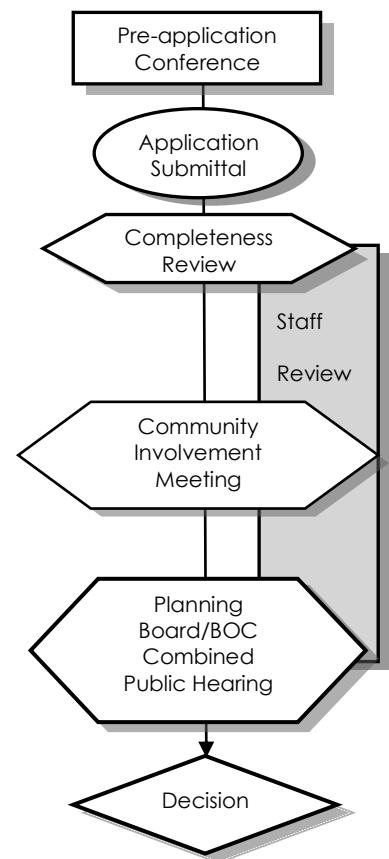 Pre-application
Conference
Application
Submittal
Completeness
Review
Staff
Review
Community
Involvement
Meeting
Planning
Board/BOC
Combined
Public Hearing
Decision